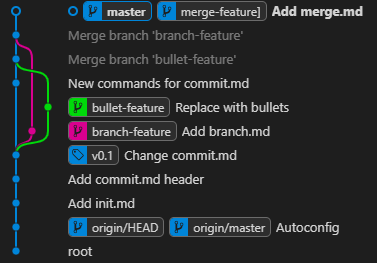 master merge-feature] Add merge.md
Merge branch 'branch-feature'
Merge branch 'bullet-feature'
New commands for commit.md
bullet-feature Replace with bullets
branch-feature Add branch.md
v0.1 Change commit.md
Add commit.md header
Add init.md
origin/HEAD origin/master Autoconfig
root